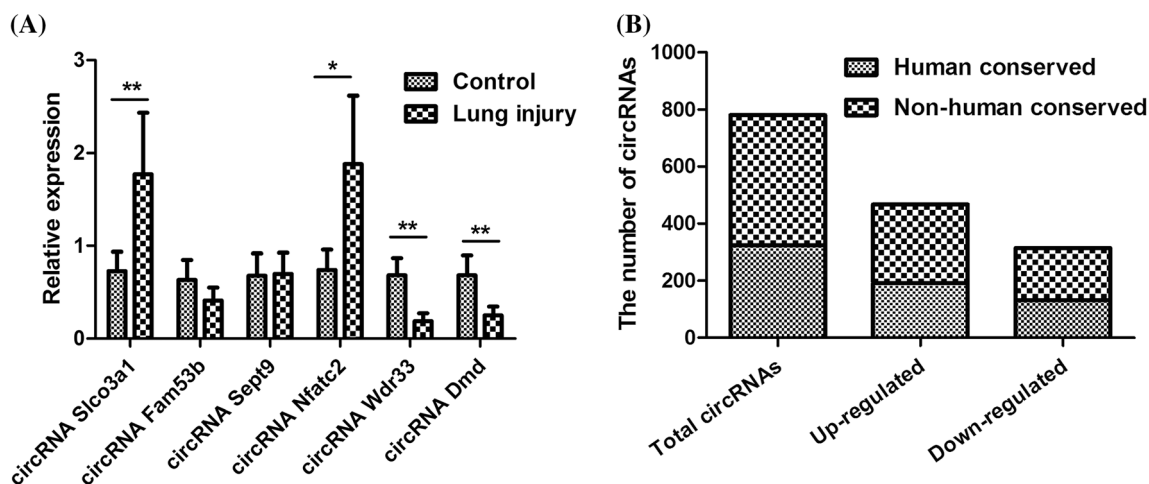 (A)
Relative expression
3
2
1
0
**
*
**
**
Control
Lung injury
circRNA Slco3a1
circRNA Fam53b
circRNA Sept9
circRNA Nfatc2
circRNA Wdr33
circRNA Dmd
(B)
The number of circRNAs
1000
800
600
400
200
0
Human conserved
Non-human conserved
Total circRNAs
Up-regulated
Down-regulated